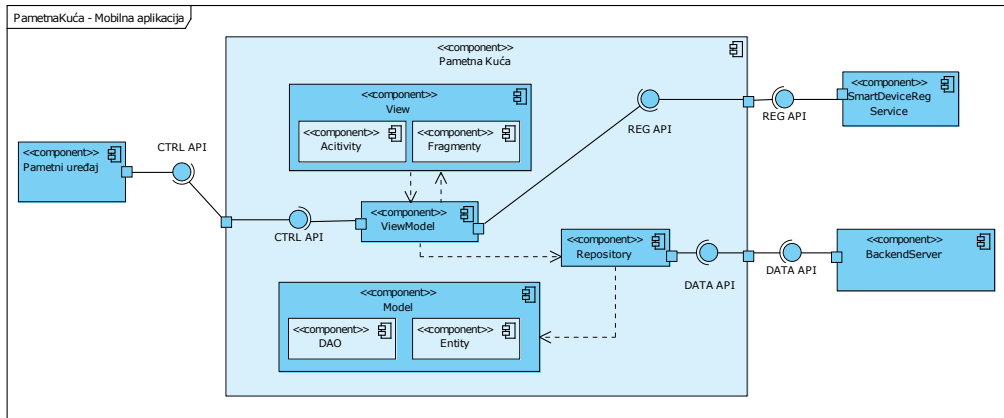 PametnaKuća - Mobilna aplikacija
<<component>>
Pametna Kuća
<<component>>
View
<<component>>
Acitivity
<<component>>
Fragmenty
<<component>>
SmartDeviceReg
Service
REG API
REG API
<<component>>
Pametni uređaj
CTRL API
CTRL API
<<component>>
ViewModel
<<component>>
Repository
DATA API
DATA API
<<component>>
BackendServer
<<component>>
Model
<<component>>
DAO
<<component>>
Entity